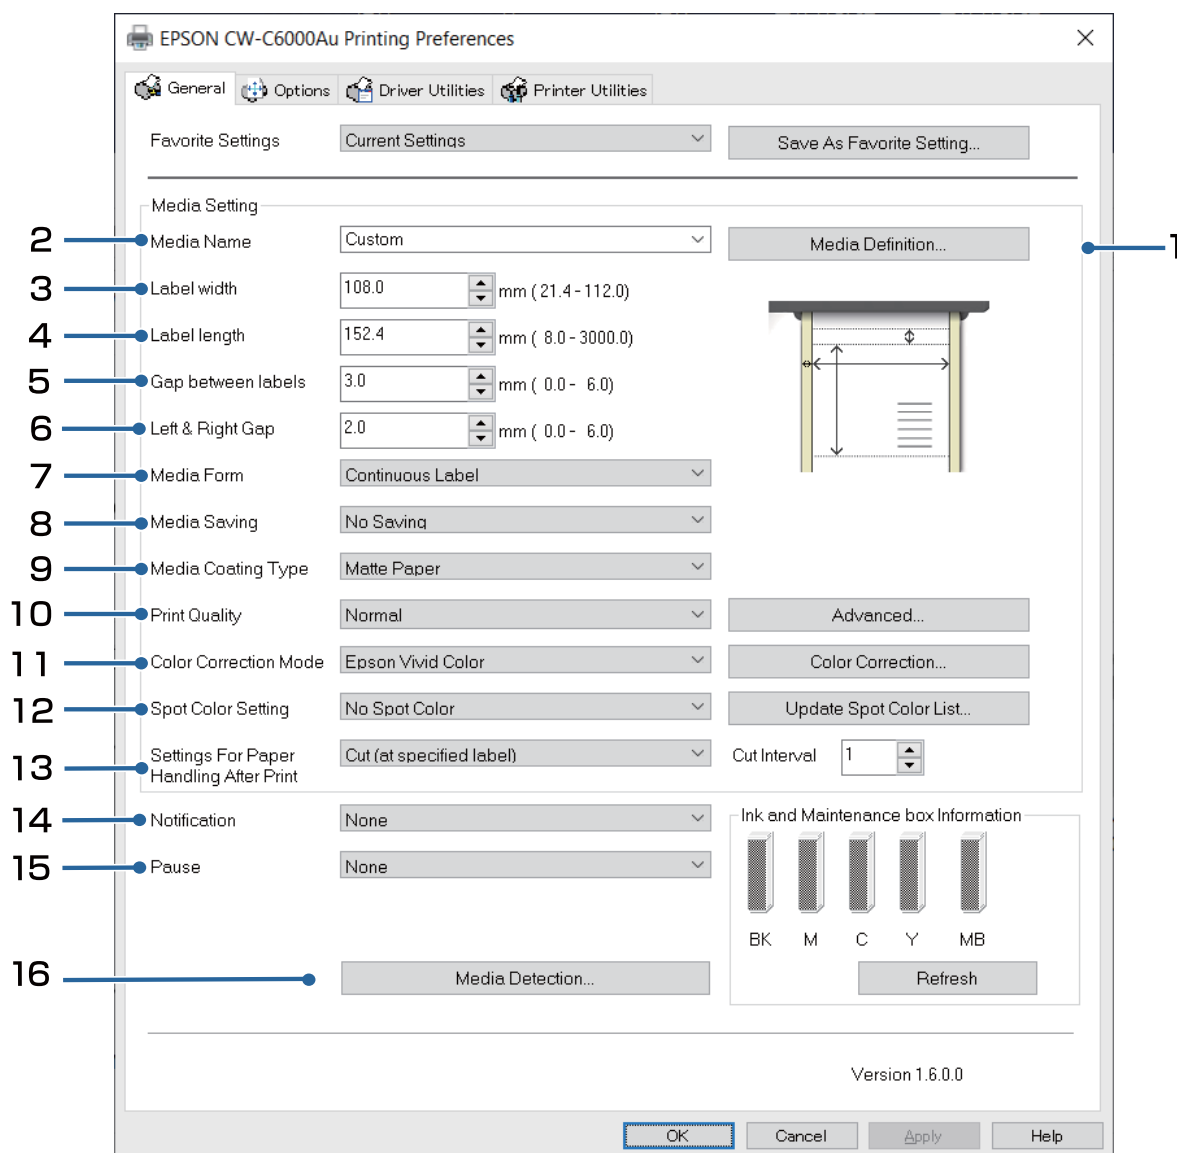 EPSON CW-C6000Au Printing Preferences
General Options Driver Utilities Printer Utilities
Favorite Settings Current Settings Save As Favorite Setting...
Media Setting
2 Media Name Custom Media Definition... 1
3 Label width 108.0 mm ( 21.4 - 112.0)
4 Label length 152.4 mm ( 8.0 - 3000.0)
5 Gap between labels 3.0 mm ( 0.0 - 6.0)
6 Left & Right Gap 2.0 mm ( 0.0 - 6.0)
7 Media Form Continuous Label
8 Media Saving No Saving
9 Media Coating Type Matte Paper
10 Print Quality Normal Advanced...
11 Color Correction Mode Epson Vivid Color Color Correction...
12 Spot Color Setting No Spot Color Update Spot Color List...
13 Settings For Paper Cut (at specified label) Cut Interval 1
Handling After Print
14 Notification None Ink and Maintenance box Information
15 Pause None
BK M C Y MB
16 Media Detection... Refresh
Version 1.6.0.0
OK Cancel Apply Help